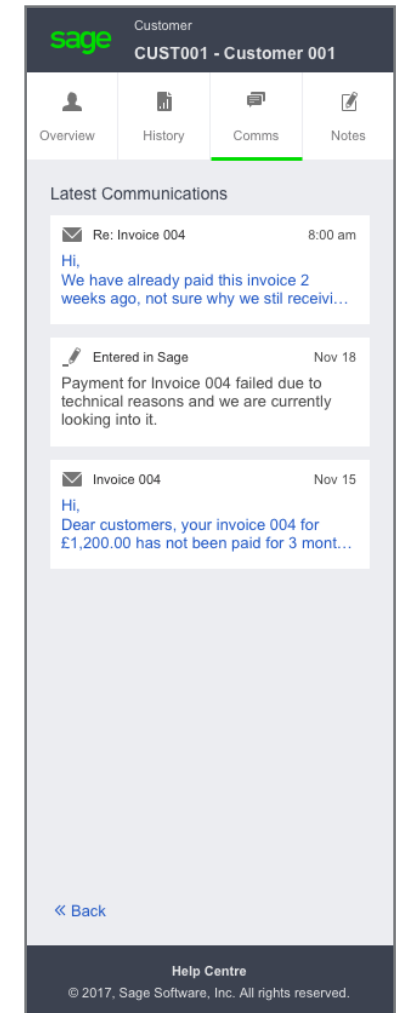 sage
Customer
CUST001 - Customer 001
Overview
History
Comms
Notes
Latest Communications
Re: Invoice 004 8:00 am
Hi,
We have already paid this invoice 2
weeks ago, not sure why we stil receivi...
Entered in Sage Nov 18
Payment for Invoice 004 failed due to
technical reasons and we are currently
looking into it.
Invoice 004 Nov 15
Hi,
Dear customers, your invoice 004 for
£1,200.00 has not been paid for 3 mont...
« Back
Help Centre
© 2017, Sage Software, Inc. All rights reserved.